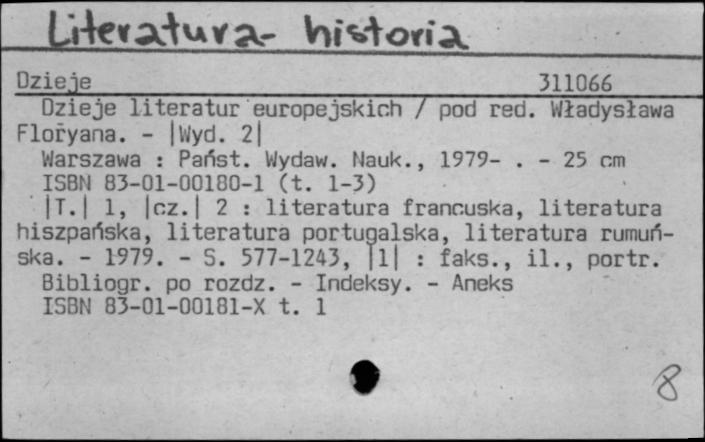 Literatura- historia
Dzieje 311066
Dzieje literatur europejskich / pod red. Władysława
Floryana. - |Wyd. 2|
Warszawa : Państ. Wydaw. Nauk., 1979- . - 25 cm
ISBN 83-01-00180-1 (t. 1-3)
|T.| 1, |cz.| 2 : literatura francuska, literatura
hiszpańska, literatura portugalska, literatura rumuń-
ska. - 1979. - S. 577-1243, |1| : faks., il., portr.
Bibliogr. po rozdz. - Indeksy. - Aneks
ISBN 83-01-00181-X t. 1
8